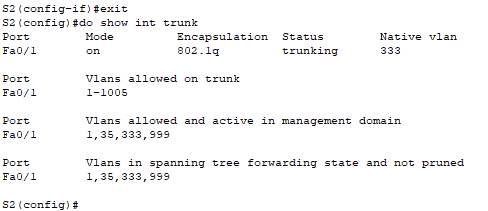 S2(config-if)#exit
S2(config)#do show int trunk
Port        Mode         Encapsulation  Status        Native vlan
Fa0/1       on           802.1q         trunking      333

Port        Vlans allowed on trunk
Fa0/1       1-1005

Port        Vlans allowed and active in management domain
Fa0/1       1,35,333,999

Port        Vlans in spanning tree forwarding state and not pruned
Fa0/1       1,35,333,999

S2(config)#